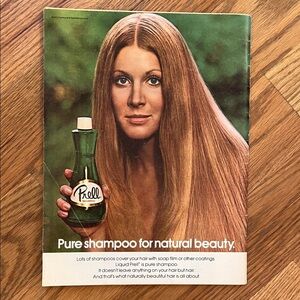 Prell
Pure shampoo for natural beauty.
Lots of shampoos cover your hair with soap film or other coatings.
Liquid Prell® is pure shampoo.
It doesn't leave anything on your hair but hair.
And that's what naturally beautiful hair is all about.